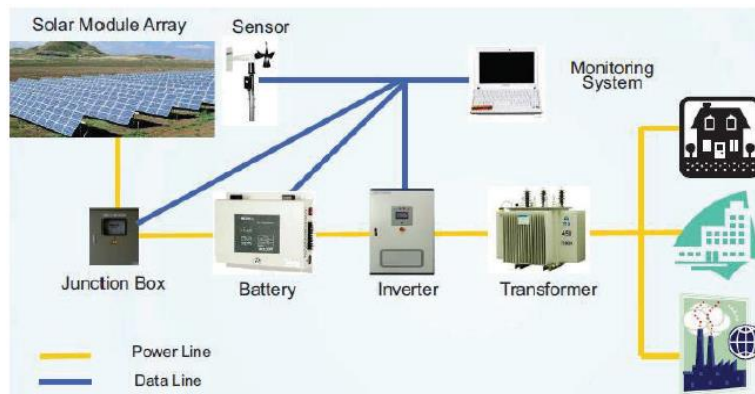 Solar Module Array
Sensor
Monitoring
System
Junction Box
Battery
Inverter
Transformer
Power Line
Data Line